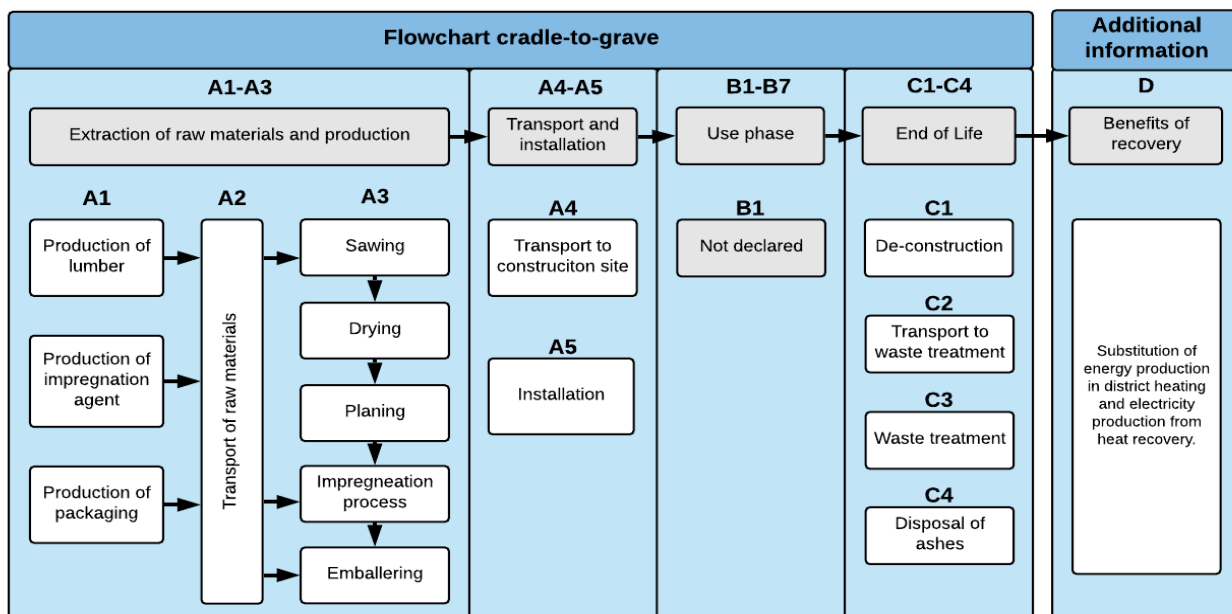 Flowchart cradle-to-grave
Additional
information
A1-A3
A4-A5
B1-B7
C1-C4
D
Extraction of raw materials and production
Transport and
installation
Use phase
End of Life
Benefits of
recovery
A1
A2
A3
Production of
lumber
Production of
impregnation
agent
Production of
packaging
Transport of raw materials
Sawing
Drying
Planing
Impregneation
process
Emballering
A4
Transport to
construciton site
A5
Installation
B1
Not declared
C1
De-construction
C2
Transport to
waste treatment
C3
Waste treatment
C4
Disposal of
ashes
Substitution of
energy production
in district heating
and electricity
production from
heat recovery.